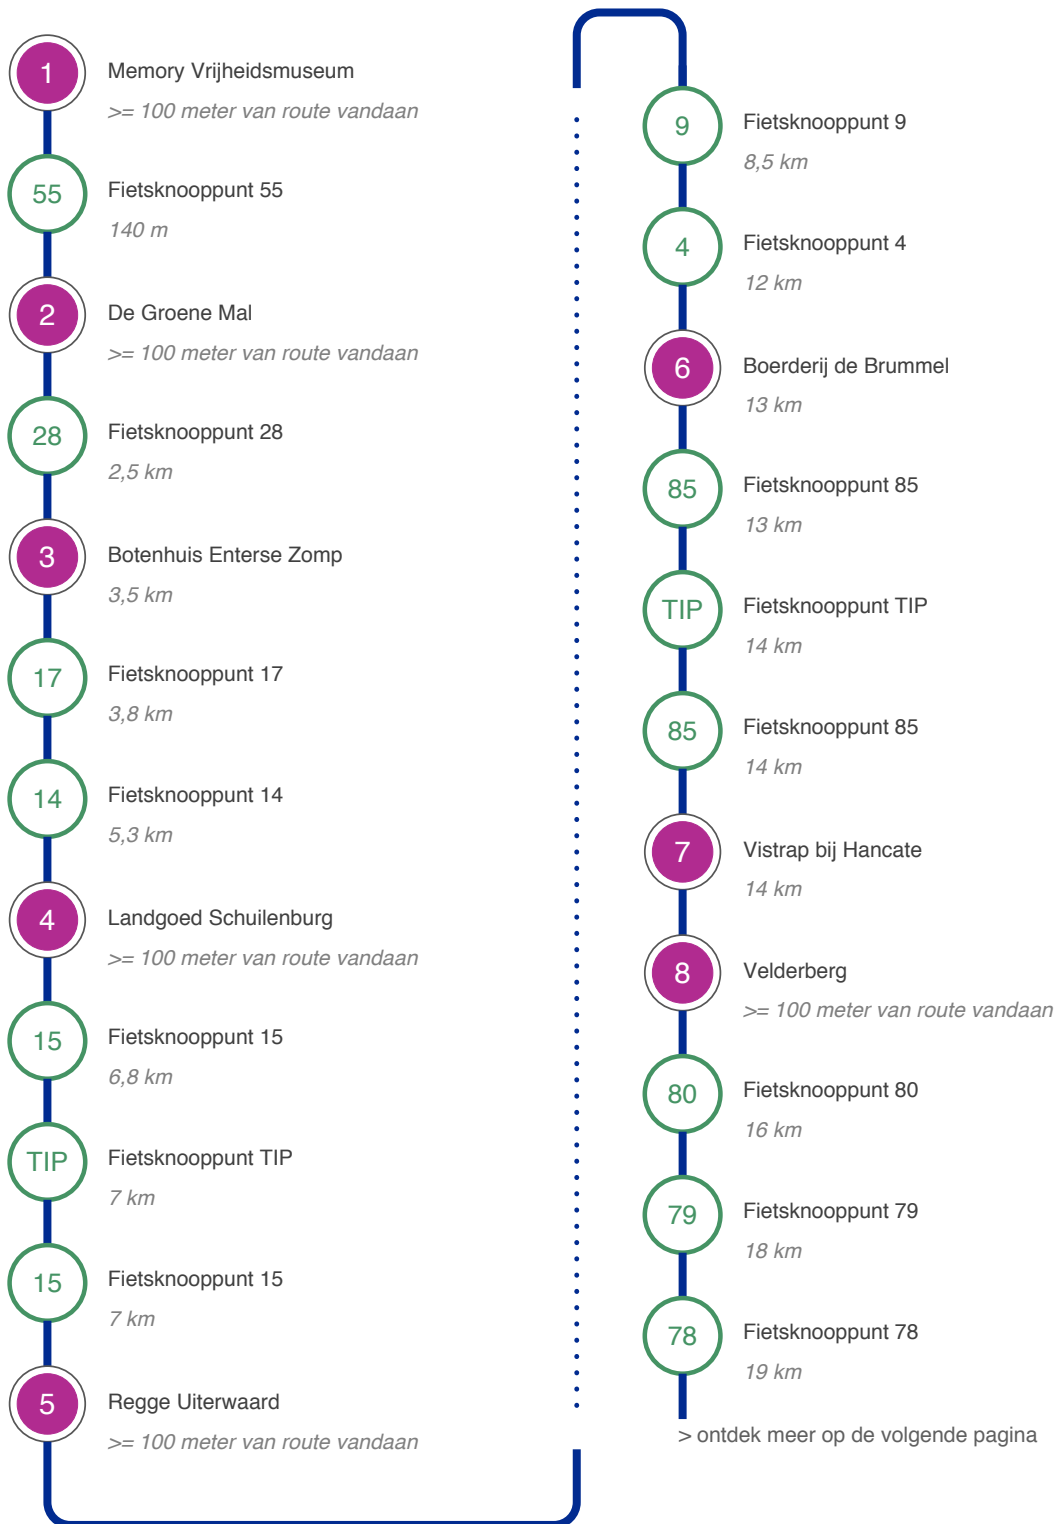 1
Memory Vrijheidsmuseum
>= 100 meter van route vandaan
55
Fietsknooppunt 55
140 m
2
De Groene Mal
>= 100 meter van route vandaan
28
Fietsknooppunt 28
2,5 km
3
Botenhuis Enterse Zomp
3,5 km
17
Fietsknooppunt 17
3,8 km
14
Fietsknooppunt 14
5,3 km
4
Landgoed Schuilenburg
>= 100 meter van route vandaan
15
Fietsknooppunt 15
6,8 km
TIP
Fietsknooppunt TIP
7 km
15
Fietsknooppunt 15
7 km
5
Regge Uiterwaard
>= 100 meter van route vandaan
9
Fietsknooppunt 9
8,5 km
4
Fietsknooppunt 4
12 km
6
Boerderij de Brummel
13 km
85
Fietsknooppunt 85
13 km
TIP
Fietsknooppunt TIP
14 km
85
Fietsknooppunt 85
14 km
7
Vistrap bij Hancate
14 km
8
Velderberg
>= 100 meter van route vandaan
80
Fietsknooppunt 80
16 km
79
Fietsknooppunt 79
18 km
78
Fietsknooppunt 78
19 km
> ontdek meer op de volgende pagina